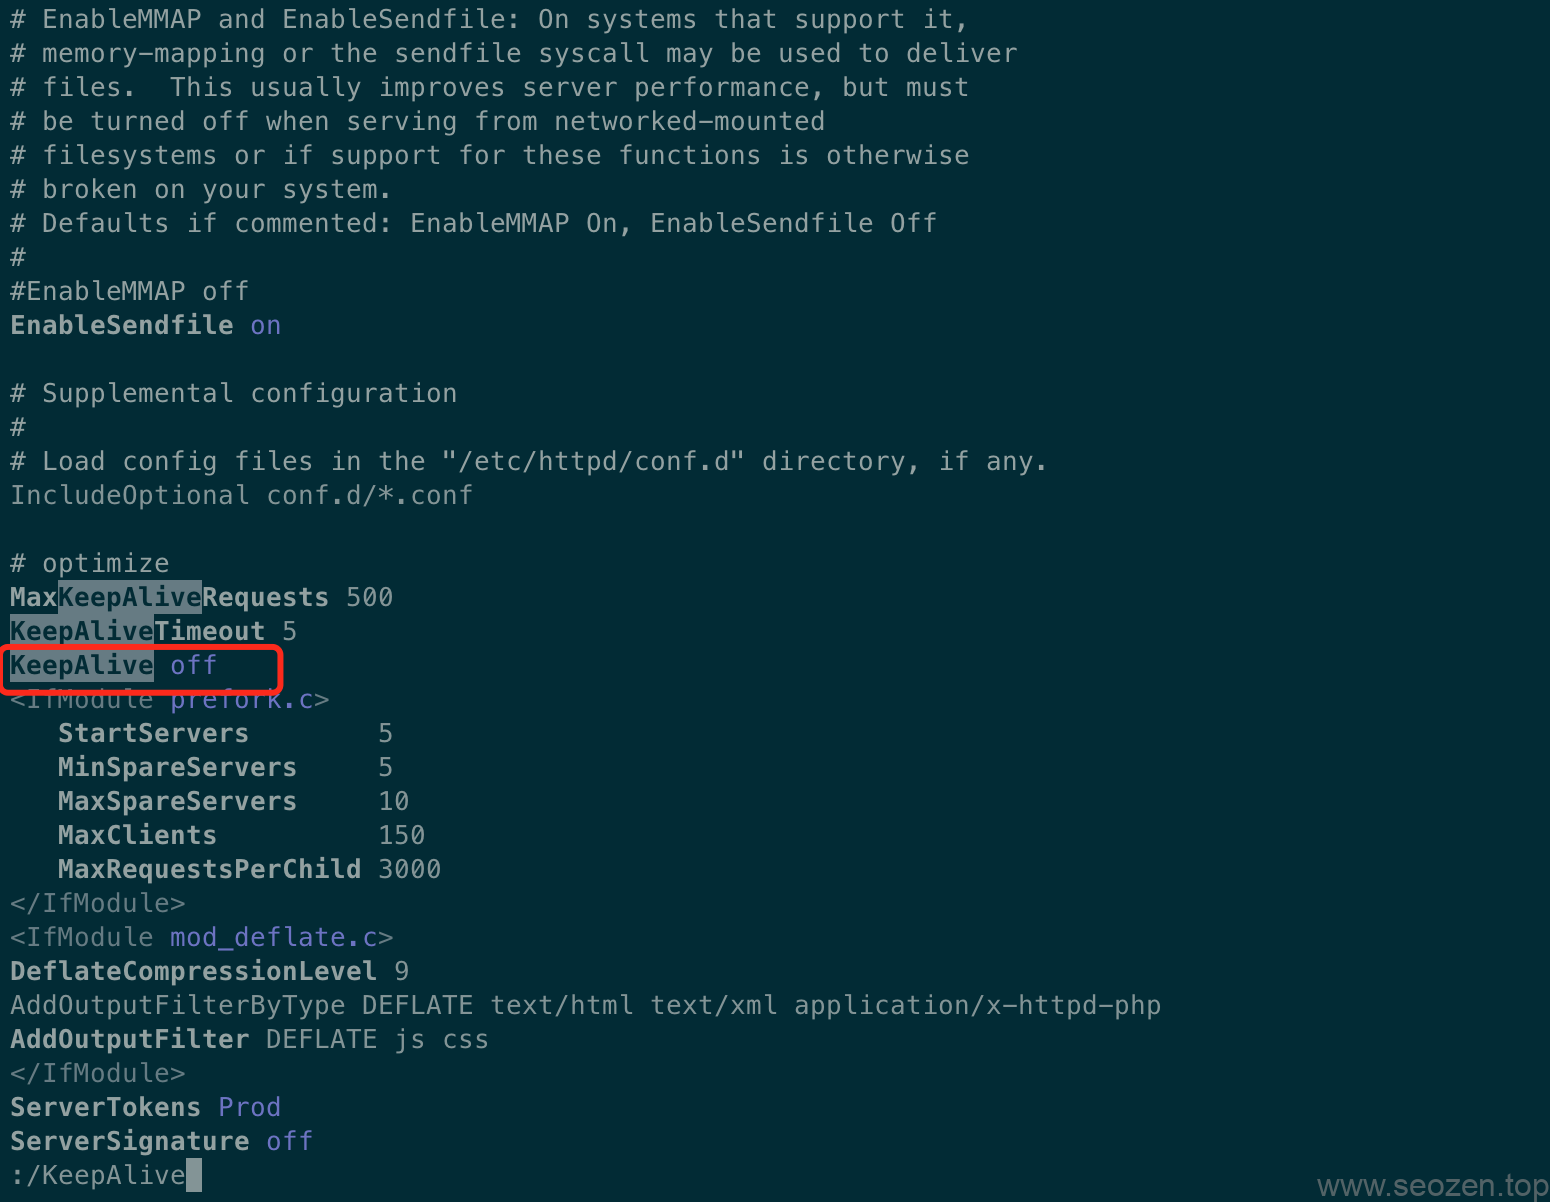 # EnableMMAP and EnableSendfile: On systems that support it,
# memory-mapping or the sendfile syscall may be used to deliver
# files.  This usually improves server performance, but must
# be turned off when serving from networked-mounted
# filesystems or if support for these functions is otherwise
# broken on your system.
# Defaults if commented: EnableMMAP On, EnableSendfile Off
#
#EnableMMAP off
EnableSendfile on

# Supplemental configuration
#
# Load config files in the "/etc/httpd/conf.d" directory, if any.
IncludeOptional conf.d/*.conf

# optimize
MaxKeepAliveRequests 500
KeepAliveTimeout 5
KeepAlive off
<IfModule prefork.c>
   StartServers        5
   MinSpareServers     5
   MaxSpareServers     10
   MaxClients          150
   MaxRequestsPerChild 3000
</IfModule>
<IfModule mod_deflate.c>
DeflateCompressionLevel 9
AddOutputFilterByType DEFLATE text/html text/xml application/x-httpd-php
AddOutputFilter DEFLATE js css
</IfModule>
ServerTokens Prod
ServerSignature off
:/KeepAlive
www.seozen.top